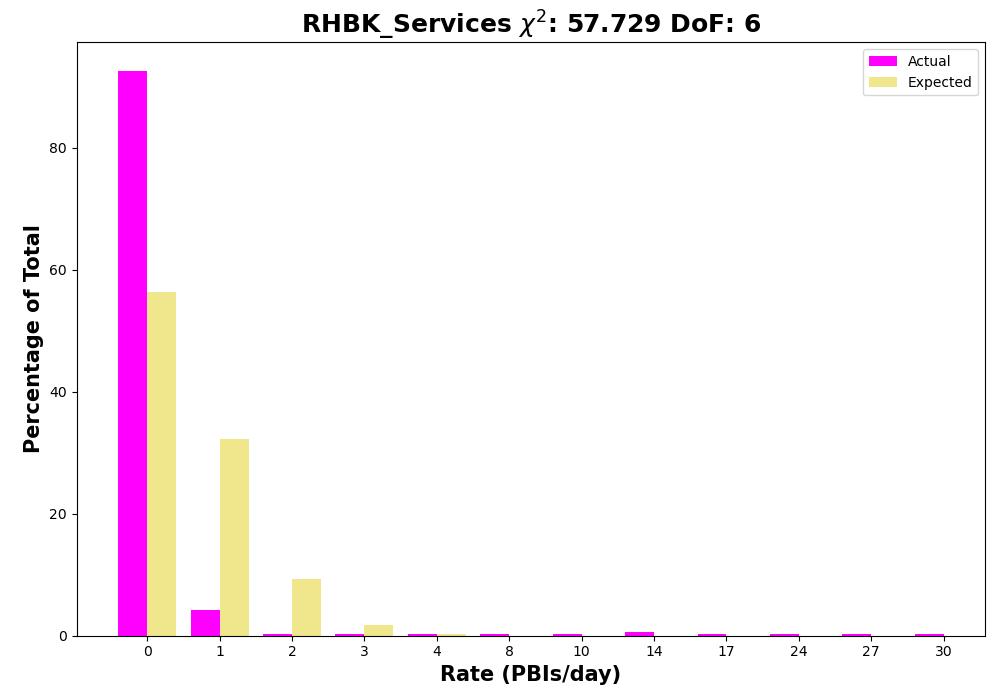 RHBK_Services χ²: 57.729 DoF: 6
Actual
Expected
Percentage of Total
80
60
40
20
0
0 1 2 3 4 8 10 14 17 24 27 30
Rate (PBIs/day)